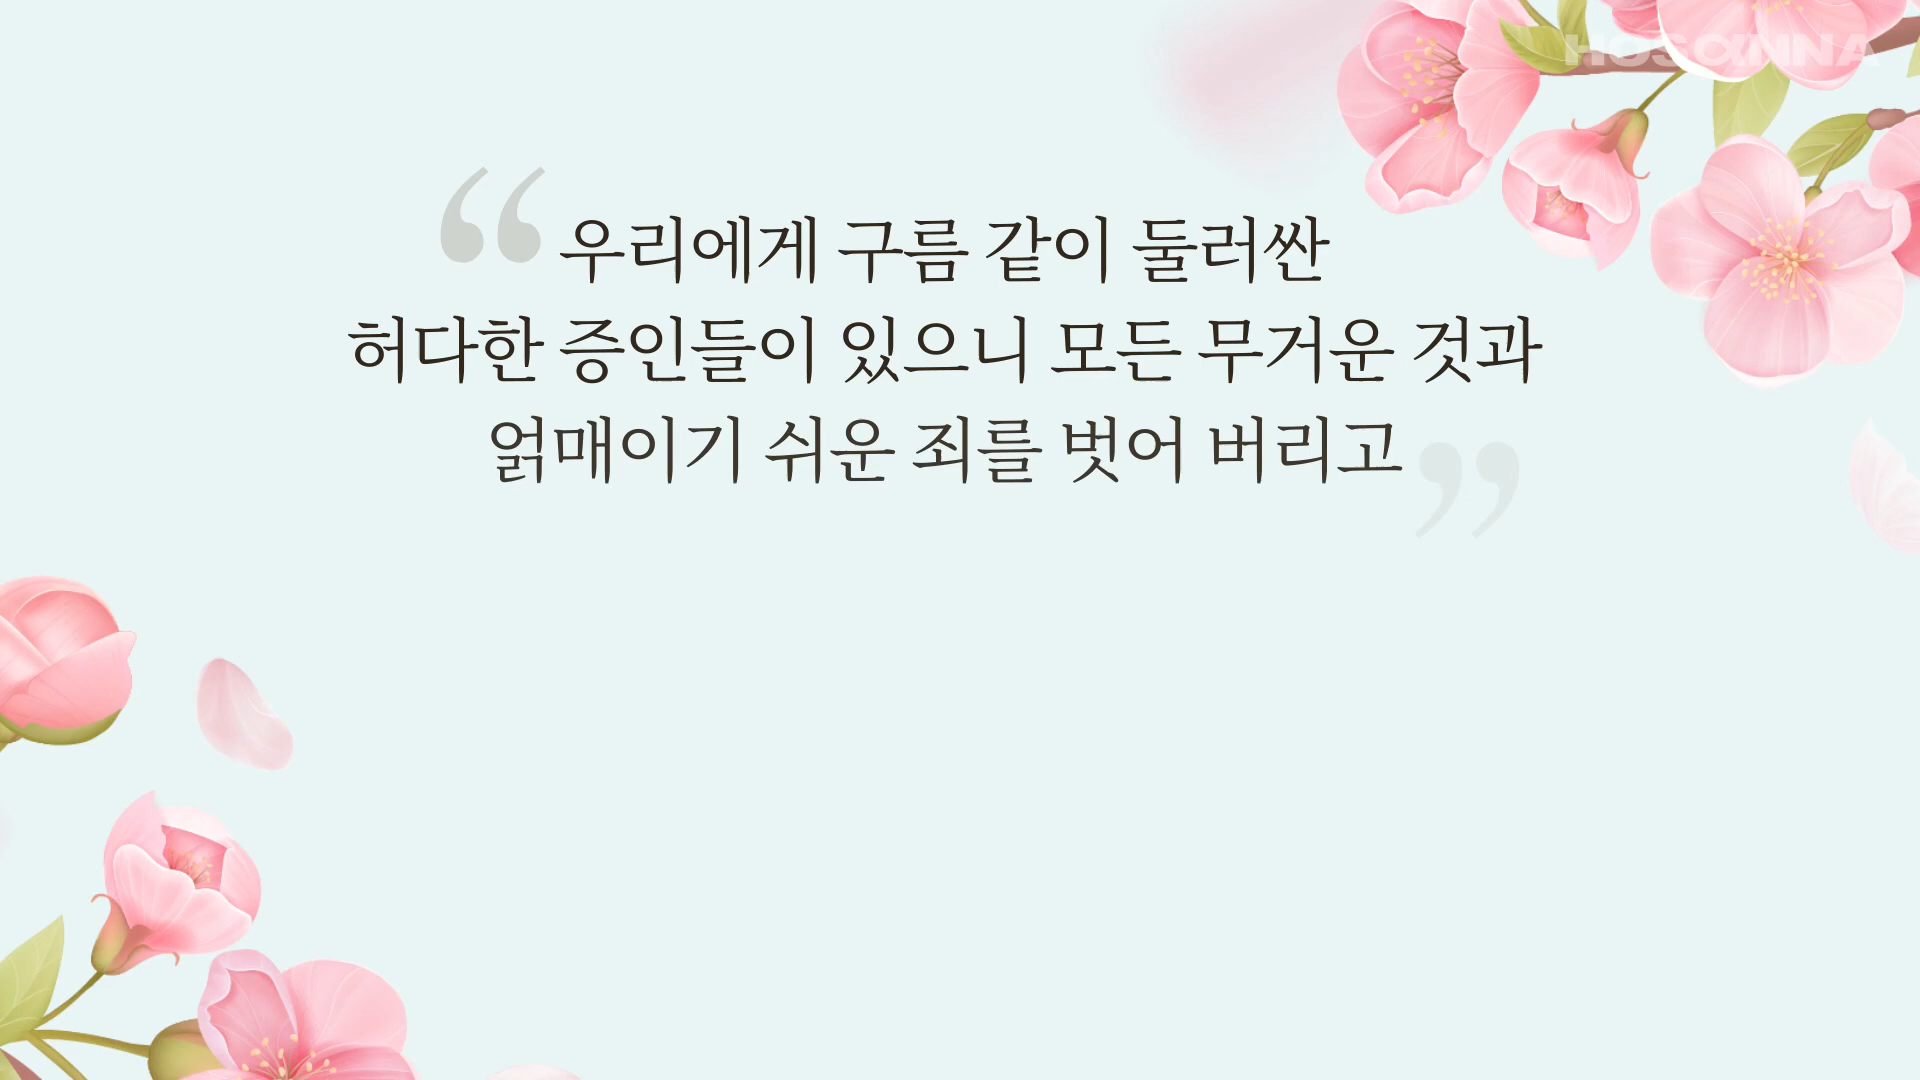 HOSANNA
“우리에게 구름 같이 둘러싼
허다한 증인들이 있으니 모든 무거운 것과
얽매이기 쉬운 죄를 벗어 버리고”